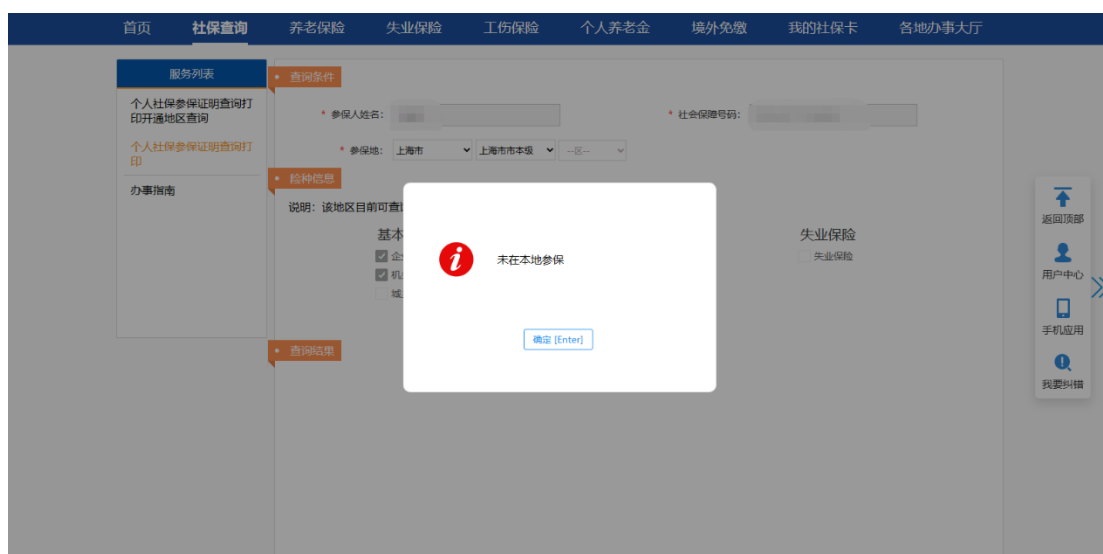 首页 社保查询 养老保险 失业保险 工伤保险 个人养老金 境外免缴 我的社保卡 各地办事大厅
服务列表
个人社保参保证明查询打
印开通地区查询
个人社保参保证明查询打
印
办事指南
查询条件
* 参保人姓名：
* 社会保障号码：
* 参保地： 上海市 上海市市本级 --区--
险种信息
说明：该地区目前可查
基本
企
机
城
失业保险
失业保险
未在本地参保
确定 [Enter]
查询结果
返回顶部
用户中心
手机应用
我要纠错